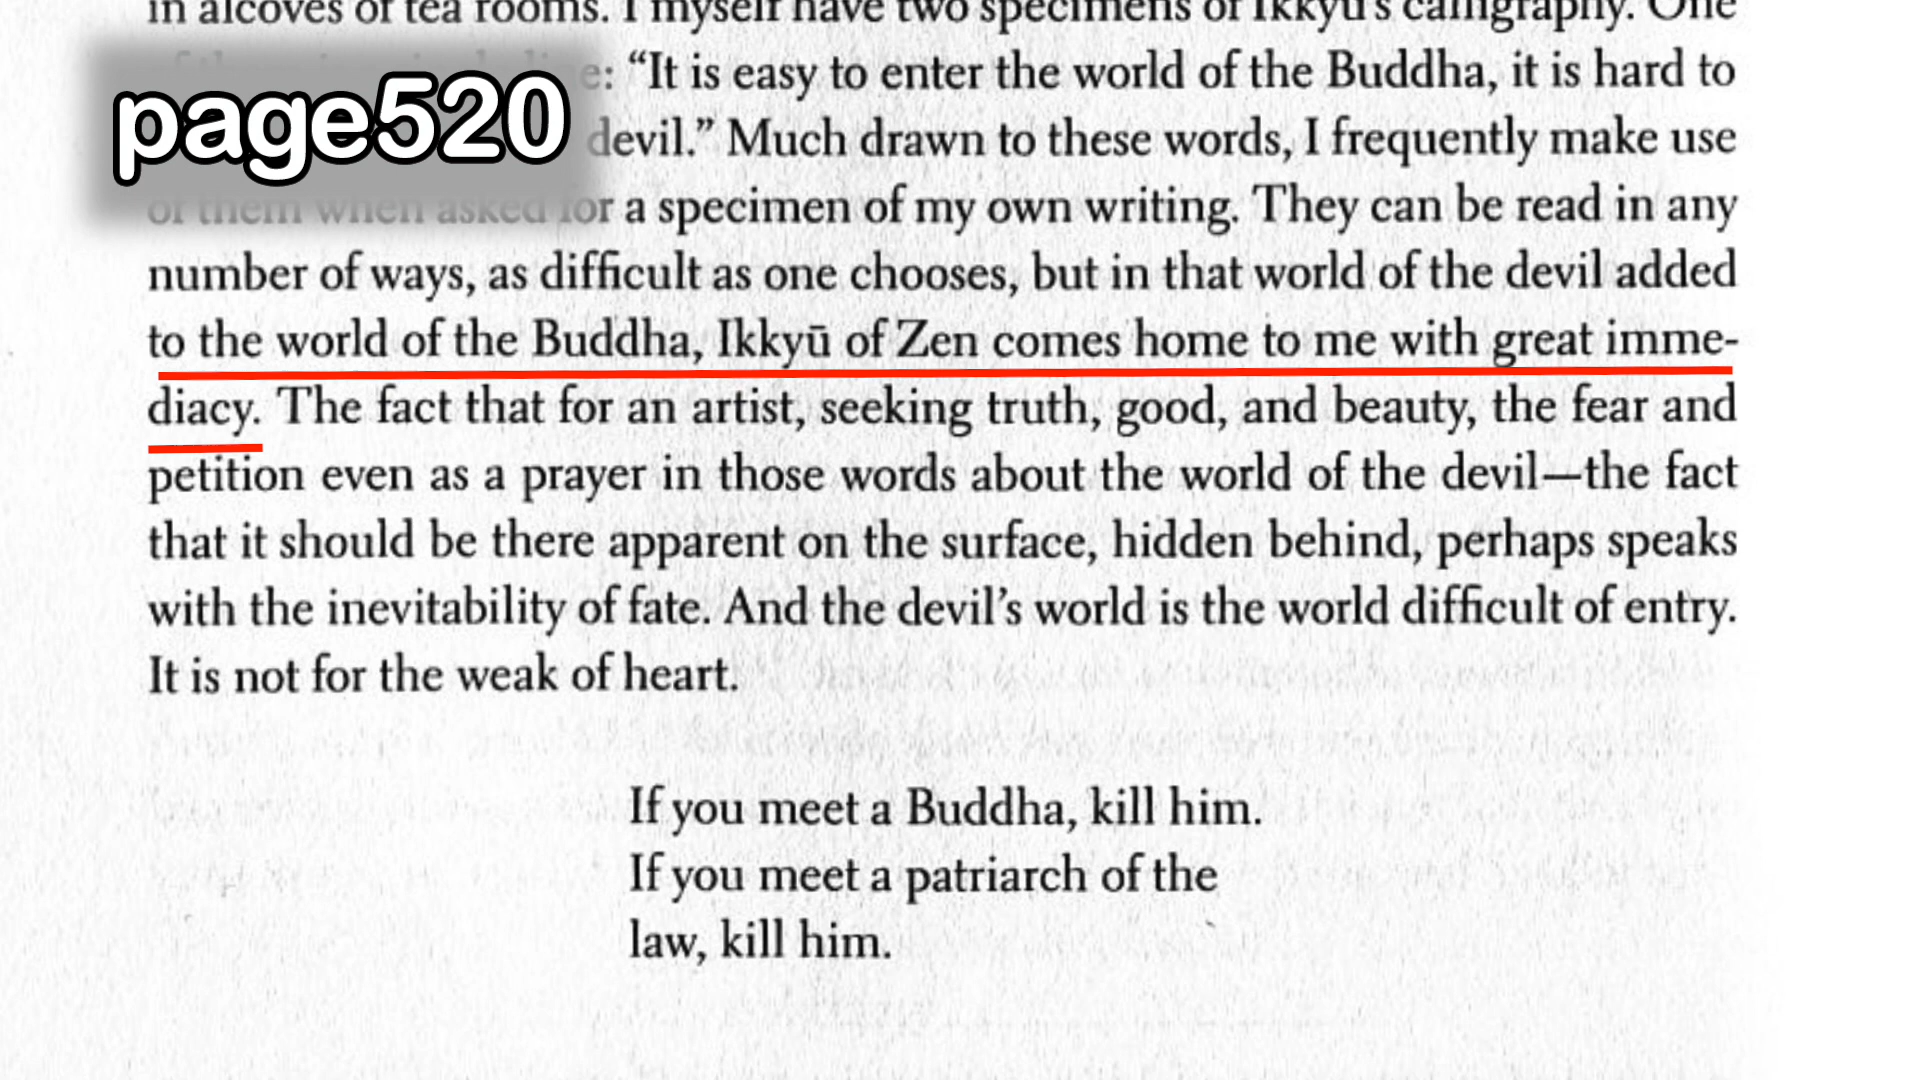 in alcoves of tea rooms. I myself have two specimens of Ikkyū's calligraphy. One
page520
“It is easy to enter the world of the Buddha, it is hard to
devil.” Much drawn to these words, I frequently make use
of them when asked for a specimen of my own writing. They can be read in any
number of ways, as difficult as one chooses, but in that world of the devil added
to the world of the Buddha, Ikkyū of Zen comes home to me with great imme-
diacy. The fact that for an artist, seeking truth, good, and beauty, the fear and
petition even as a prayer in those words about the world of the devil—the fact
that it should be there apparent on the surface, hidden behind, perhaps speaks
with the inevitability of fate. And the devil’s world is the world difficult of entry.
It is not for the weak of heart.
If you meet a Buddha, kill him.
If you meet a patriarch of the
law, kill him.